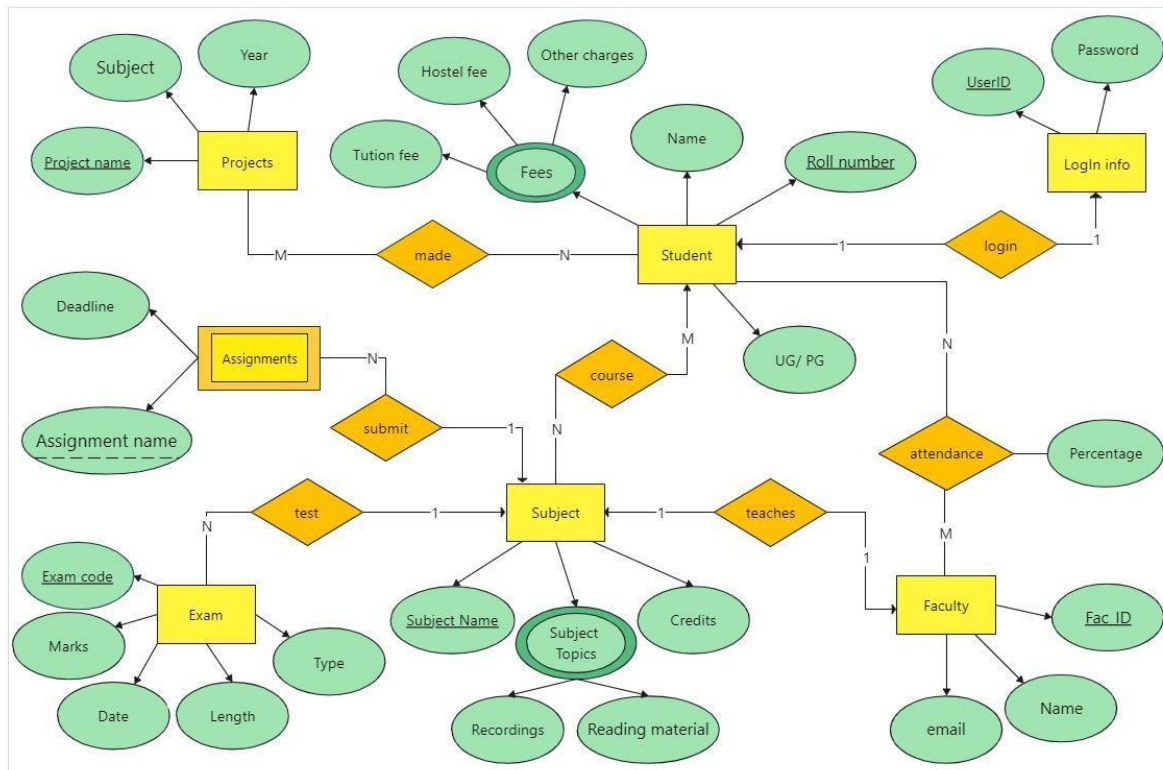 Subject
Year
Project name
Projects
Hostel fee
Other charges
Tution fee
Fees
Name
Roll number
UserID
Password
LogIn info
M
made
N
Student
1
login
1
Deadline
Assignments
Assignment name
N
submit
1
M
course
N
UG/ PG
N
attendance
Percentage
M
test
N
1
Subject
1
teaches
1
Exam code
Exam
Marks
Date
Length
Type
Subject Name
Subject
Topics
Credits
Recordings
Reading material
Faculty
Fac_ID
Name
email